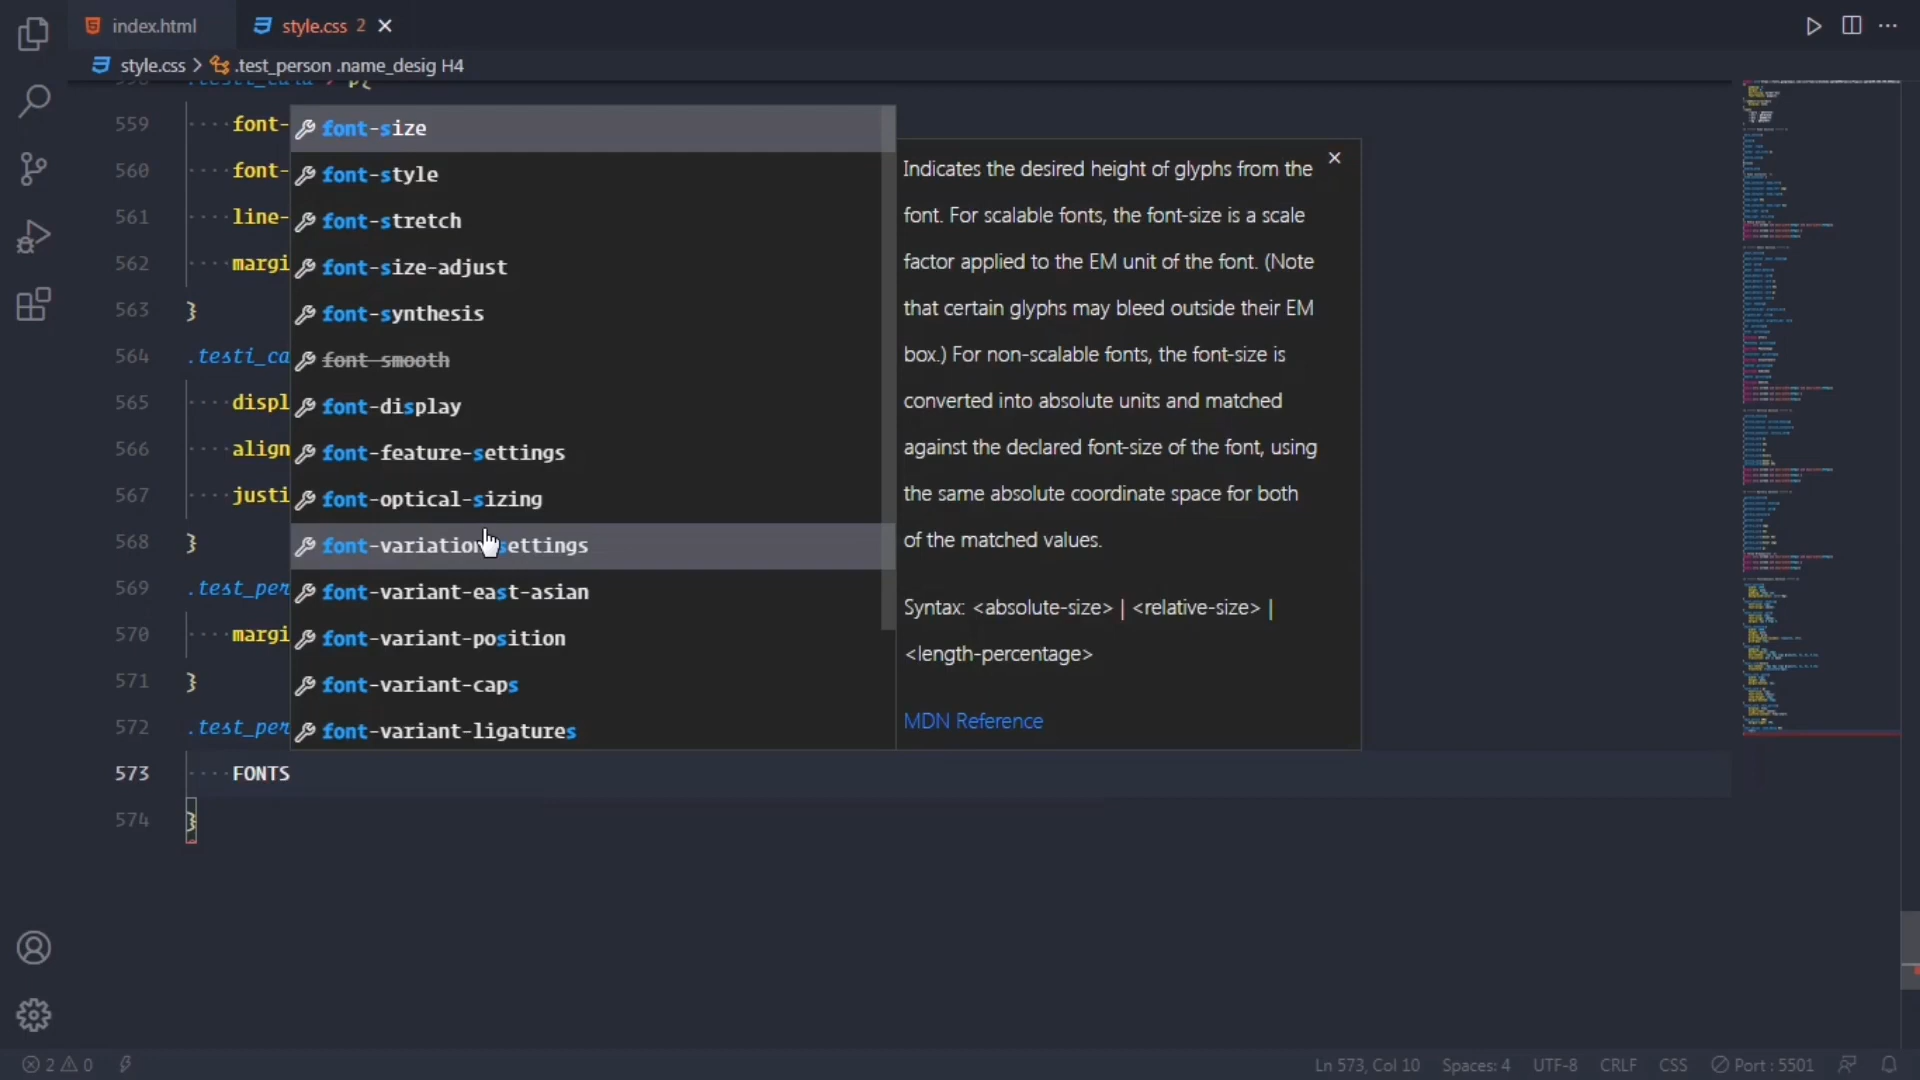 index.html
style.css 2
style.css > .test_person .name_desig H4
559 font-
560 font-
561 line-
562 margi
563 }
564 .testi_ca
565 displ
566 align
567 justi
568 }
569 .test_per
570 margi
571 }
572 .test_per
573 FONTS
574 }
font-size
font-style
font-stretch
font-size-adjust
font-synthesis
font-smooth
font-display
font-feature-settings
font-optical-sizing
font-variation-settings
font-variant-east-asian
font-variant-position
font-variant-caps
font-variant-ligatures
Indicates the desired height of glyphs from the
font. For scalable fonts, the font-size is a scale
factor applied to the EM unit of the font. (Note
that certain glyphs may bleed outside their EM
box.) For non-scalable fonts, the font-size is
converted into absolute units and matched
against the declared font-size of the font, using
the same absolute coordinate space for both
of the matched values.
Syntax: <absolute-size> | <relative-size> |
<length-percentage>
MDN Reference
2 0
Ln 573, Col 10 Spaces: 4 UTF-8 CRLF CSS Port : 5501